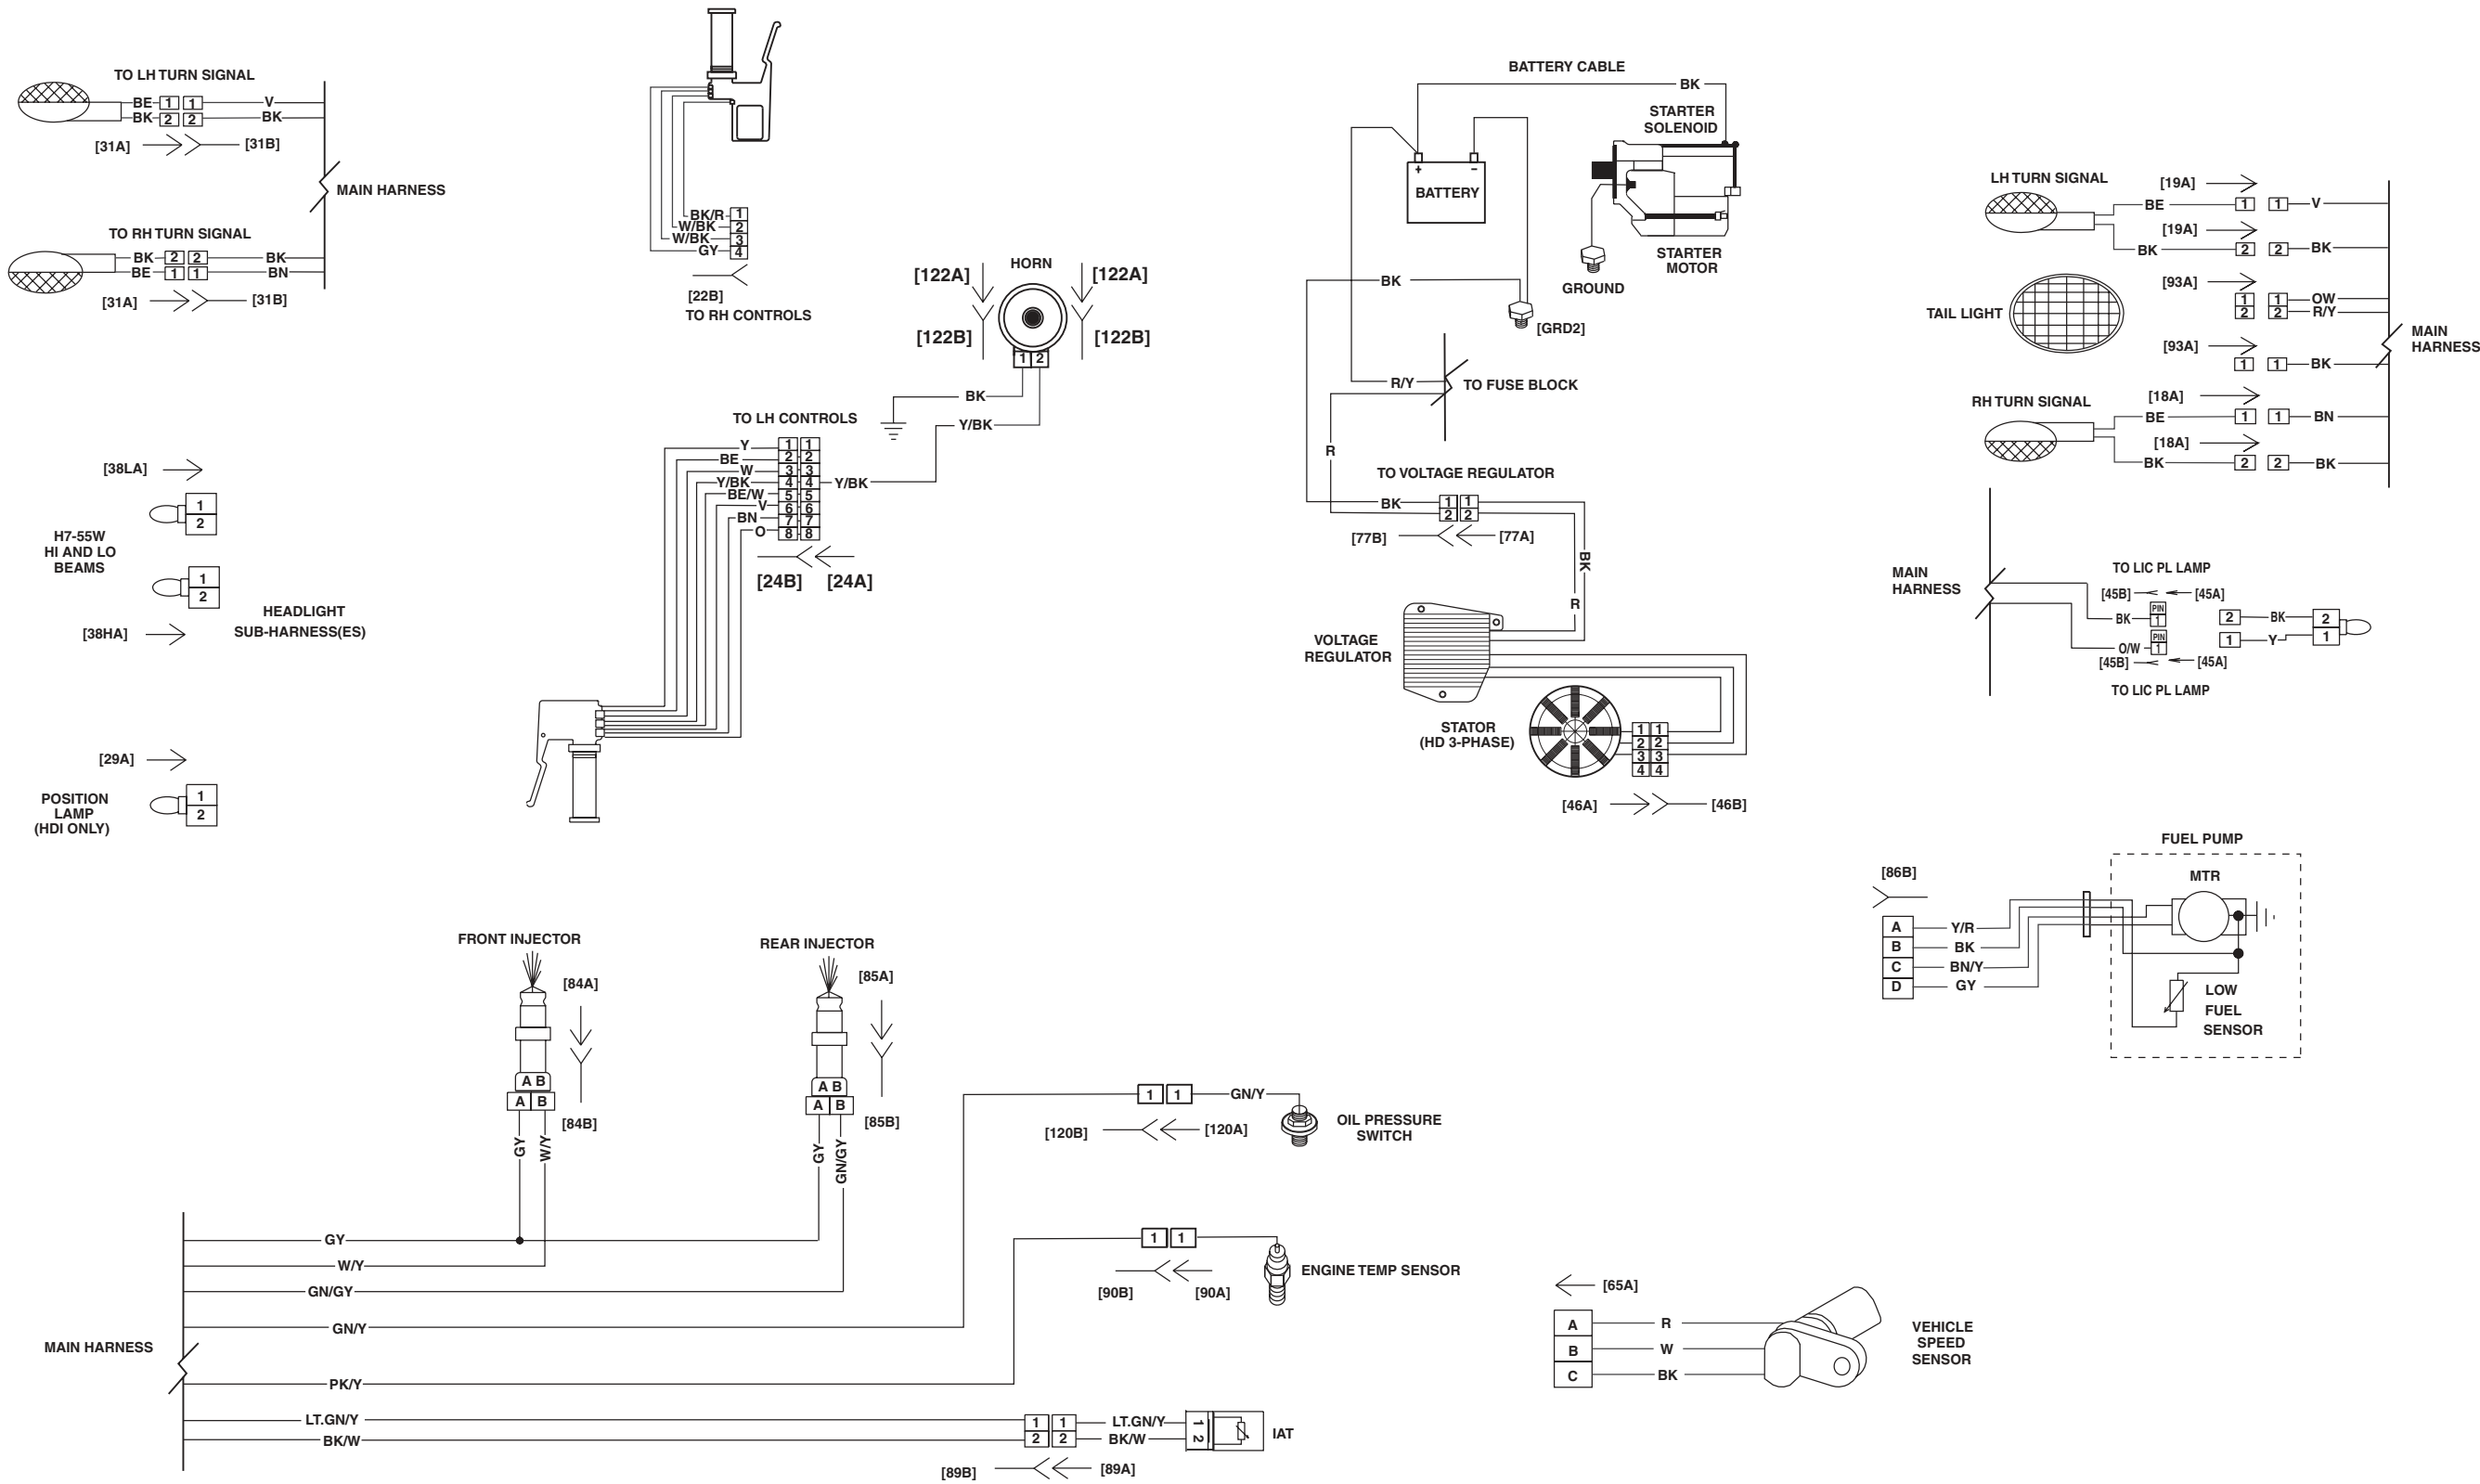 TO LH TURN SIGNAL
BE 1 1 V
BK 2 2 BK
[31A] [31B]
MAIN HARNESS
TO RH TURN SIGNAL
BK 2 2 BK
BE 1 1 BN
[31A] [31B]
BK/R 1
W/BK 2
W/BK 3
GY 4
[22B]
TO RH CONTROLS
HORN
[122A] [122A]
[122B] [122B]
1 2
BK
Y/BK
TO LH CONTROLS
Y 1 1
BE 2 2
W 3 3
Y/BK 4 4 Y/BK
BE/W 5 5
V 6 6
BN 7 7
O 8 8
[24B] [24A]
[38LA]
1
2
H7-55W
HI AND LO
BEAMS
1
2
HEADLIGHT
SUB-HARNESS(ES)
[38HA]
[29A]
1
2
POSITION
LAMP
(HDI ONLY)
BATTERY CABLE
BK
STARTER
SOLENOID
+ −
BATTERY
STARTER
MOTOR
GROUND
BK
[GRD2]
R/Y
TO FUSE BLOCK
R
TO VOLTAGE REGULATOR
BK 1 1
2 2
[77B] [77A]
BK
R
VOLTAGE
REGULATOR
STATOR
(HD 3-PHASE)
1 1
2 2
3 3
4 4
[46A] [46B]
LH TURN SIGNAL
[19A]
BE 1 1 V
[19A]
BK 2 2 BK
[93A]
TAIL LIGHT
1 1 OW
2 2 R/Y
MAIN
HARNESS
[93A]
1 1 BK
RH TURN SIGNAL
[18A]
BE 1 1 BN
[18A]
BK 2 2 BK
MAIN
HARNESS
TO LIC PL LAMP
[45B] [45A]
BK PIN 1 2 BK 2
O/W PIN 1 1 Y 1
[45B] [45A]
TO LIC PL LAMP
FUEL PUMP
[86B]
MTR
A Y/R
B BK
C BN/Y
D GY
LOW
FUEL
SENSOR
FRONT INJECTOR
[84A]
A B
A B
[84B]
GY
W/Y
REAR INJECTOR
[85A]
A B
A B
[85B]
GY
GN/GY
1 1 GN/Y
[120B] [120A]
OIL PRESSURE
SWITCH
1 1
[90B] [90A]
ENGINE TEMP SENSOR
GY
W/Y
GN/GY
GN/Y
MAIN HARNESS
PK/Y
LT.GN/Y 1 1 LT.GN/Y 1
BK/W 2 2 BK/W 2
IAT
[89B] [89A]
[65A]
A R
B W
C BK
VEHICLE
SPEED
SENSOR